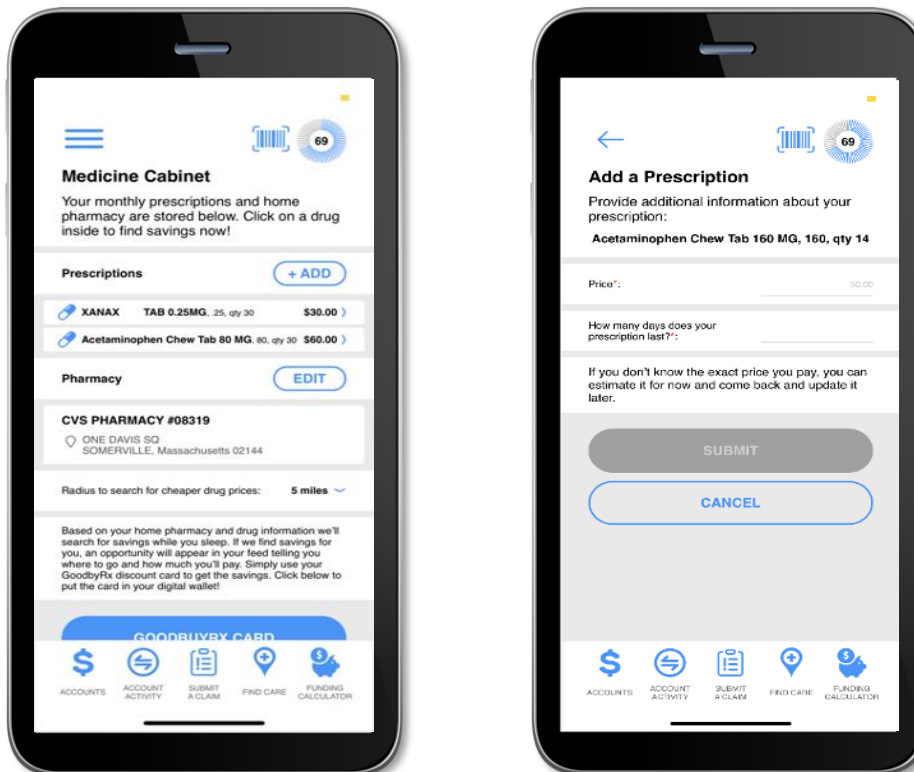 69
Medicine Cabinet
Your monthly prescriptions and home
pharmacy are stored below. Click on a drug
inside to find savings now!
Prescriptions
+ ADD
XANAX TAB 0.25MG, .25, qty 30 $30.00
Acetaminophen Chew Tab 80 MG, 80, qty 30 $60.00
Pharmacy
EDIT
CVS PHARMACY #08319
ONE DAVIS SQ
SOMERVILLE, Massachusetts 02144
Radius to search for cheaper drug prices: 5 miles
Based on your home pharmacy and drug information we'll
search for savings while you sleep. If we find savings for
you, an opportunity will appear in your feed telling you
where to go and how much you'll pay. Simply use your
GoodbyRx discount card to get the savings. Click below to
put the card in your digital wallet!
GOODBUYRX CARD
ACCOUNTS
ACCOUNT
ACTIVITY
SUBMIT
A CLAIM
FIND CARE
FUNDING
CALCULATOR
69
Add a Prescription
Provide additional information about your
prescription:
Acetaminophen Chew Tab 160 MG, 160, qty 14
Price*: $0.00
How many days does your
prescription last?*:
If you don't know the exact price you pay, you can
estimate it for now and come back and update it
later.
SUBMIT
CANCEL
ACCOUNTS
ACCOUNT
ACTIVITY
SUBMIT
A CLAIM
FIND CARE
FUNDING
CALCULATOR